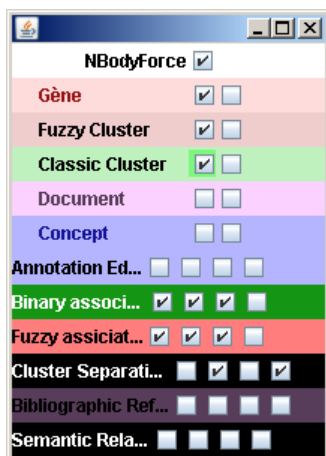 NBodyForce
Gène
Fuzzy Cluster
Classic Cluster
Document
Concept
Annotation Ed...
Binary associ...
Fuzzy assiciat...
Cluster Separati...
Bibliographic Ref...
Semantic Rela...